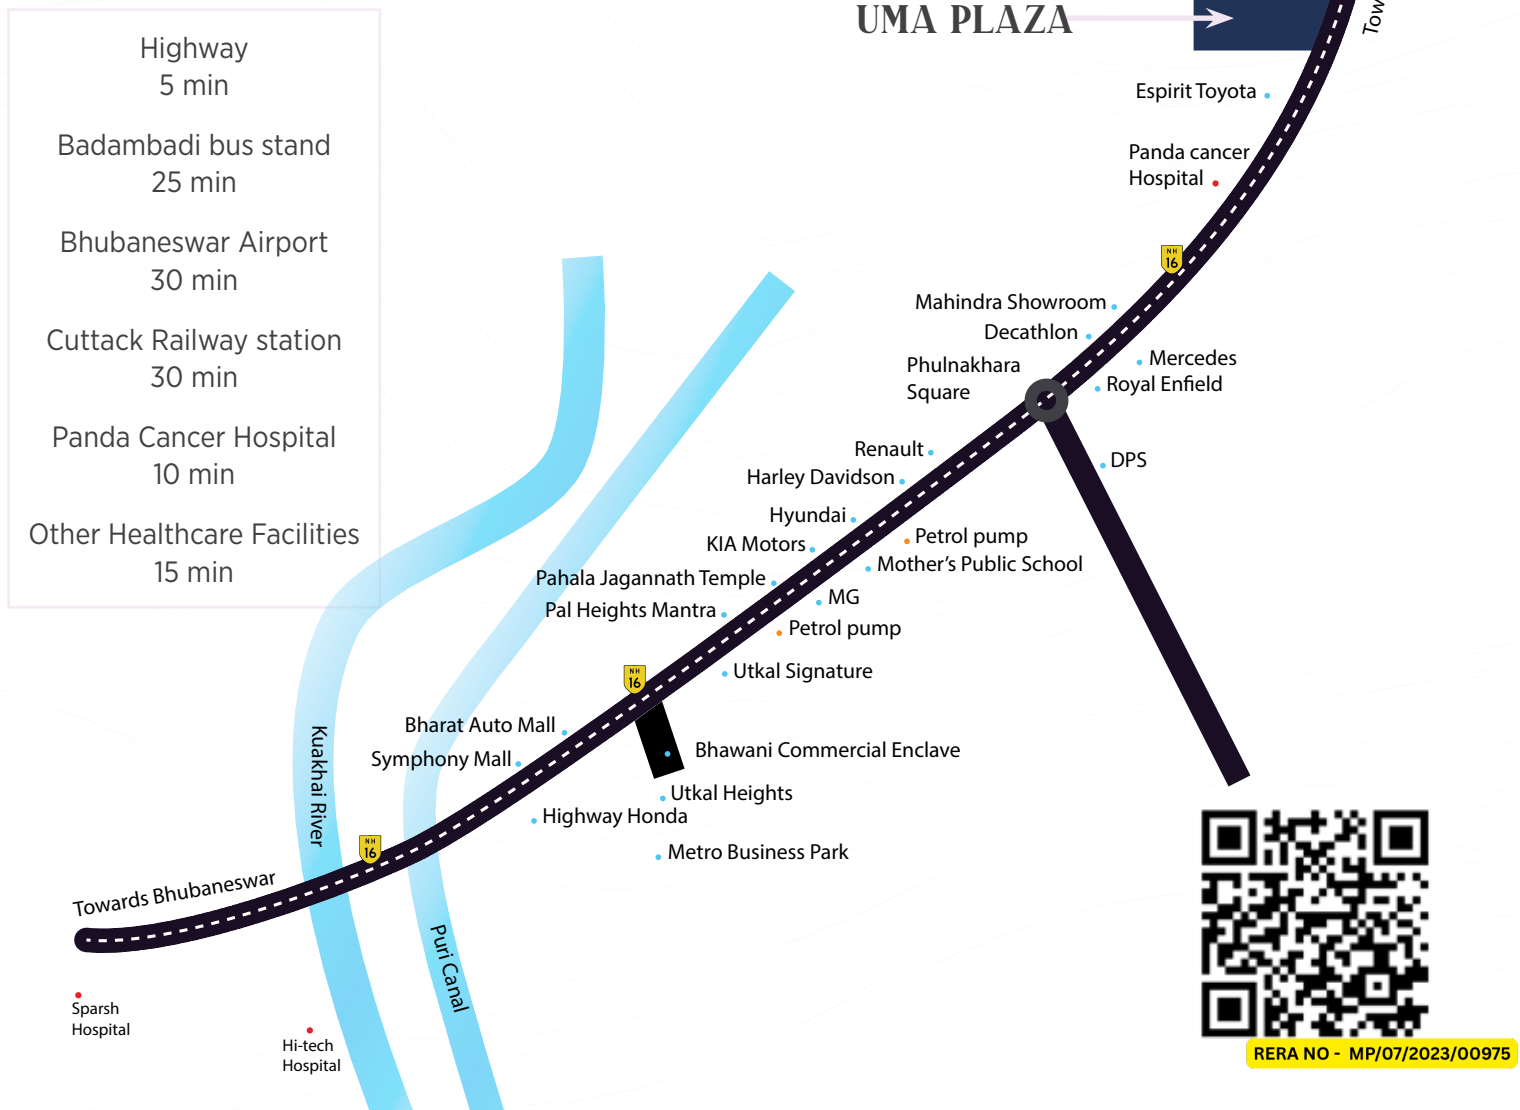 Highway
5 min
Badambadi bus stand
25 min
Bhubaneswar Airport
30 min
Cuttack Railway station
30 min
Panda Cancer Hospital
10 min
Other Healthcare Facilities
15 min
UMA PLAZA
Espirit Toyota
Panda cancer
Hospital
NH
16
Mahindra Showroom
Decathlon
Mercedes
Phulnakhara
Square
Royal Enfield
Renault
DPS
Harley Davidson
Hyundai
Petrol pump
KIA Motors
Mother's Public School
Pahala Jagannath Temple
MG
Pal Heights Mantra
Petrol pump
NH
16
Utkal Signature
Bharat Auto Mall
Bhawani Commercial Enclave
Symphony Mall
Utkal Heights
Highway Honda
Kuakhai River
NH
16
Metro Business Park
Towards Bhubaneswar
Puri Canal
Sparsh
Hospital
Hi-tech
Hospital
RERA NO - MP/07/2023/00975